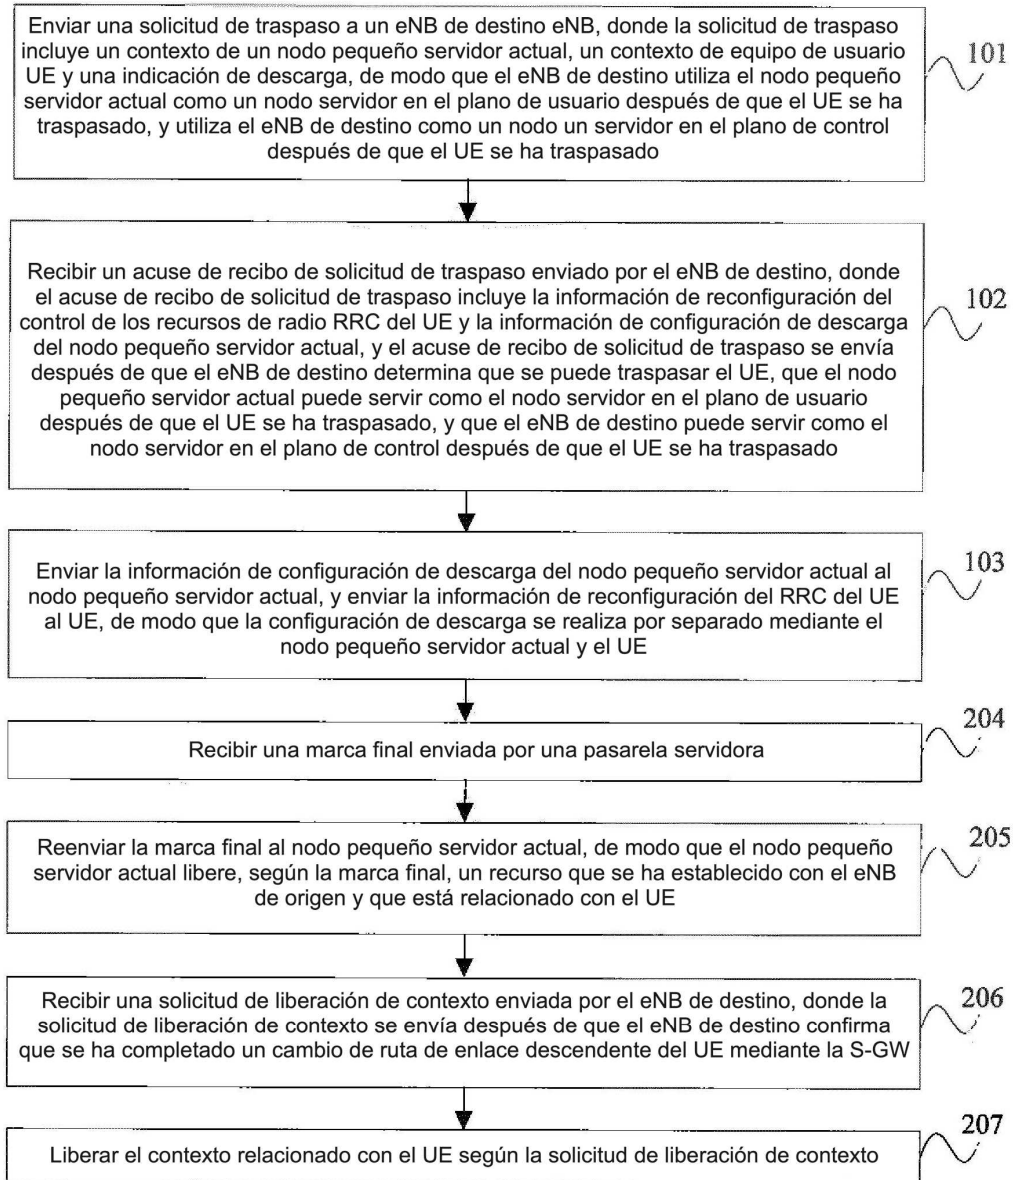 Enviar una solicitud de traspaso a un eNB de destino eNB, donde la solicitud de traspaso
incluye un contexto de un nodo pequeño servidor actual, un contexto de equipo de usuario
UE y una indicación de descarga, de modo que el eNB de destino utiliza el nodo pequeño
servidor actual como un nodo servidor en el plano de usuario después de que el UE se ha
traspasado, y utiliza el eNB de destino como un nodo un servidor en el plano de control
después de que el UE se ha traspasado
101
Recibir un acuse de recibo de solicitud de traspaso enviado por el eNB de destino, donde
el acuse de recibo de solicitud de traspaso incluye la información de reconfiguración del
control de los recursos de radio RRC del UE y la información de configuración de descarga
del nodo pequeño servidor actual, y el acuse de recibo de solicitud de traspaso se envía
después de que el eNB de destino determina que se puede traspasar el UE, que el nodo
pequeño servidor actual puede servir como el nodo servidor en el plano de usuario
después de que el UE se ha traspasado, y que el eNB de destino puede servir como el
nodo servidor en el plano de control después de que el UE se ha traspasado
102
Enviar la información de configuración de descarga del nodo pequeño servidor actual al
nodo pequeño servidor actual, y enviar la información de reconfiguración del RRC del UE
al UE, de modo que la configuración de descarga se realiza por separado mediante el
nodo pequeño servidor actual y el UE
103
Recibir una marca final enviada por una pasarela servidora
204
Reenviar la marca final al nodo pequeño servidor actual, de modo que el nodo pequeño
servidor actual libere, según la marca final, un recurso que se ha establecido con el eNB
de origen y que está relacionado con el UE
205
Recibir una solicitud de liberación de contexto enviada por el eNB de destino, donde la
solicitud de liberación de contexto se envía después de que el eNB de destino confirma
que se ha completado un cambio de ruta de enlace descendente del UE mediante la S-GW
206
Liberar el contexto relacionado con el UE según la solicitud de liberación de contexto
207